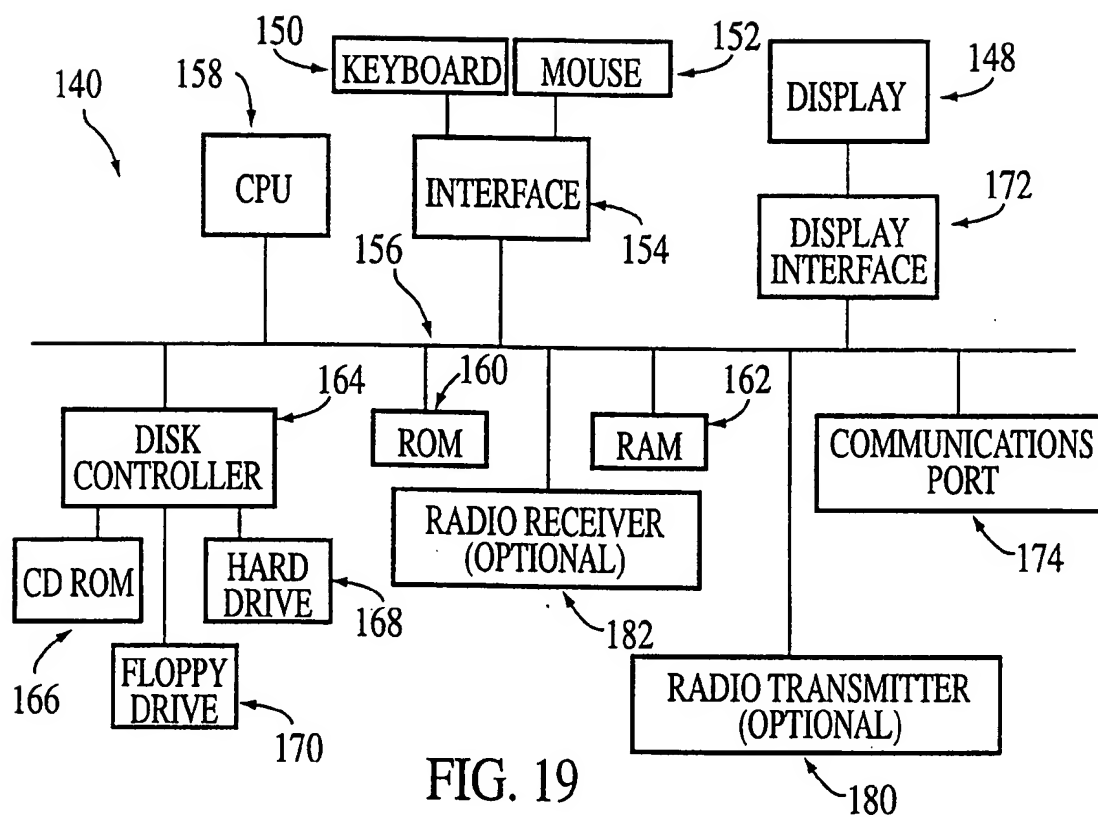 150
KEYBOARD
MOUSE
152
158
140
CPU
INTERFACE
154
DISPLAY
148
172
DISPLAY
INTERFACE
156
164
DISK
CONTROLLER
160
ROM
162
RAM
COMMUNICATIONS
PORT
174
RADIO RECEIVER
(OPTIONAL)
182
CD ROM
166
HARD
DRIVE
168
FLOPPY
DRIVE
170
RADIO TRANSMITTER
(OPTIONAL)
180
FIG. 19